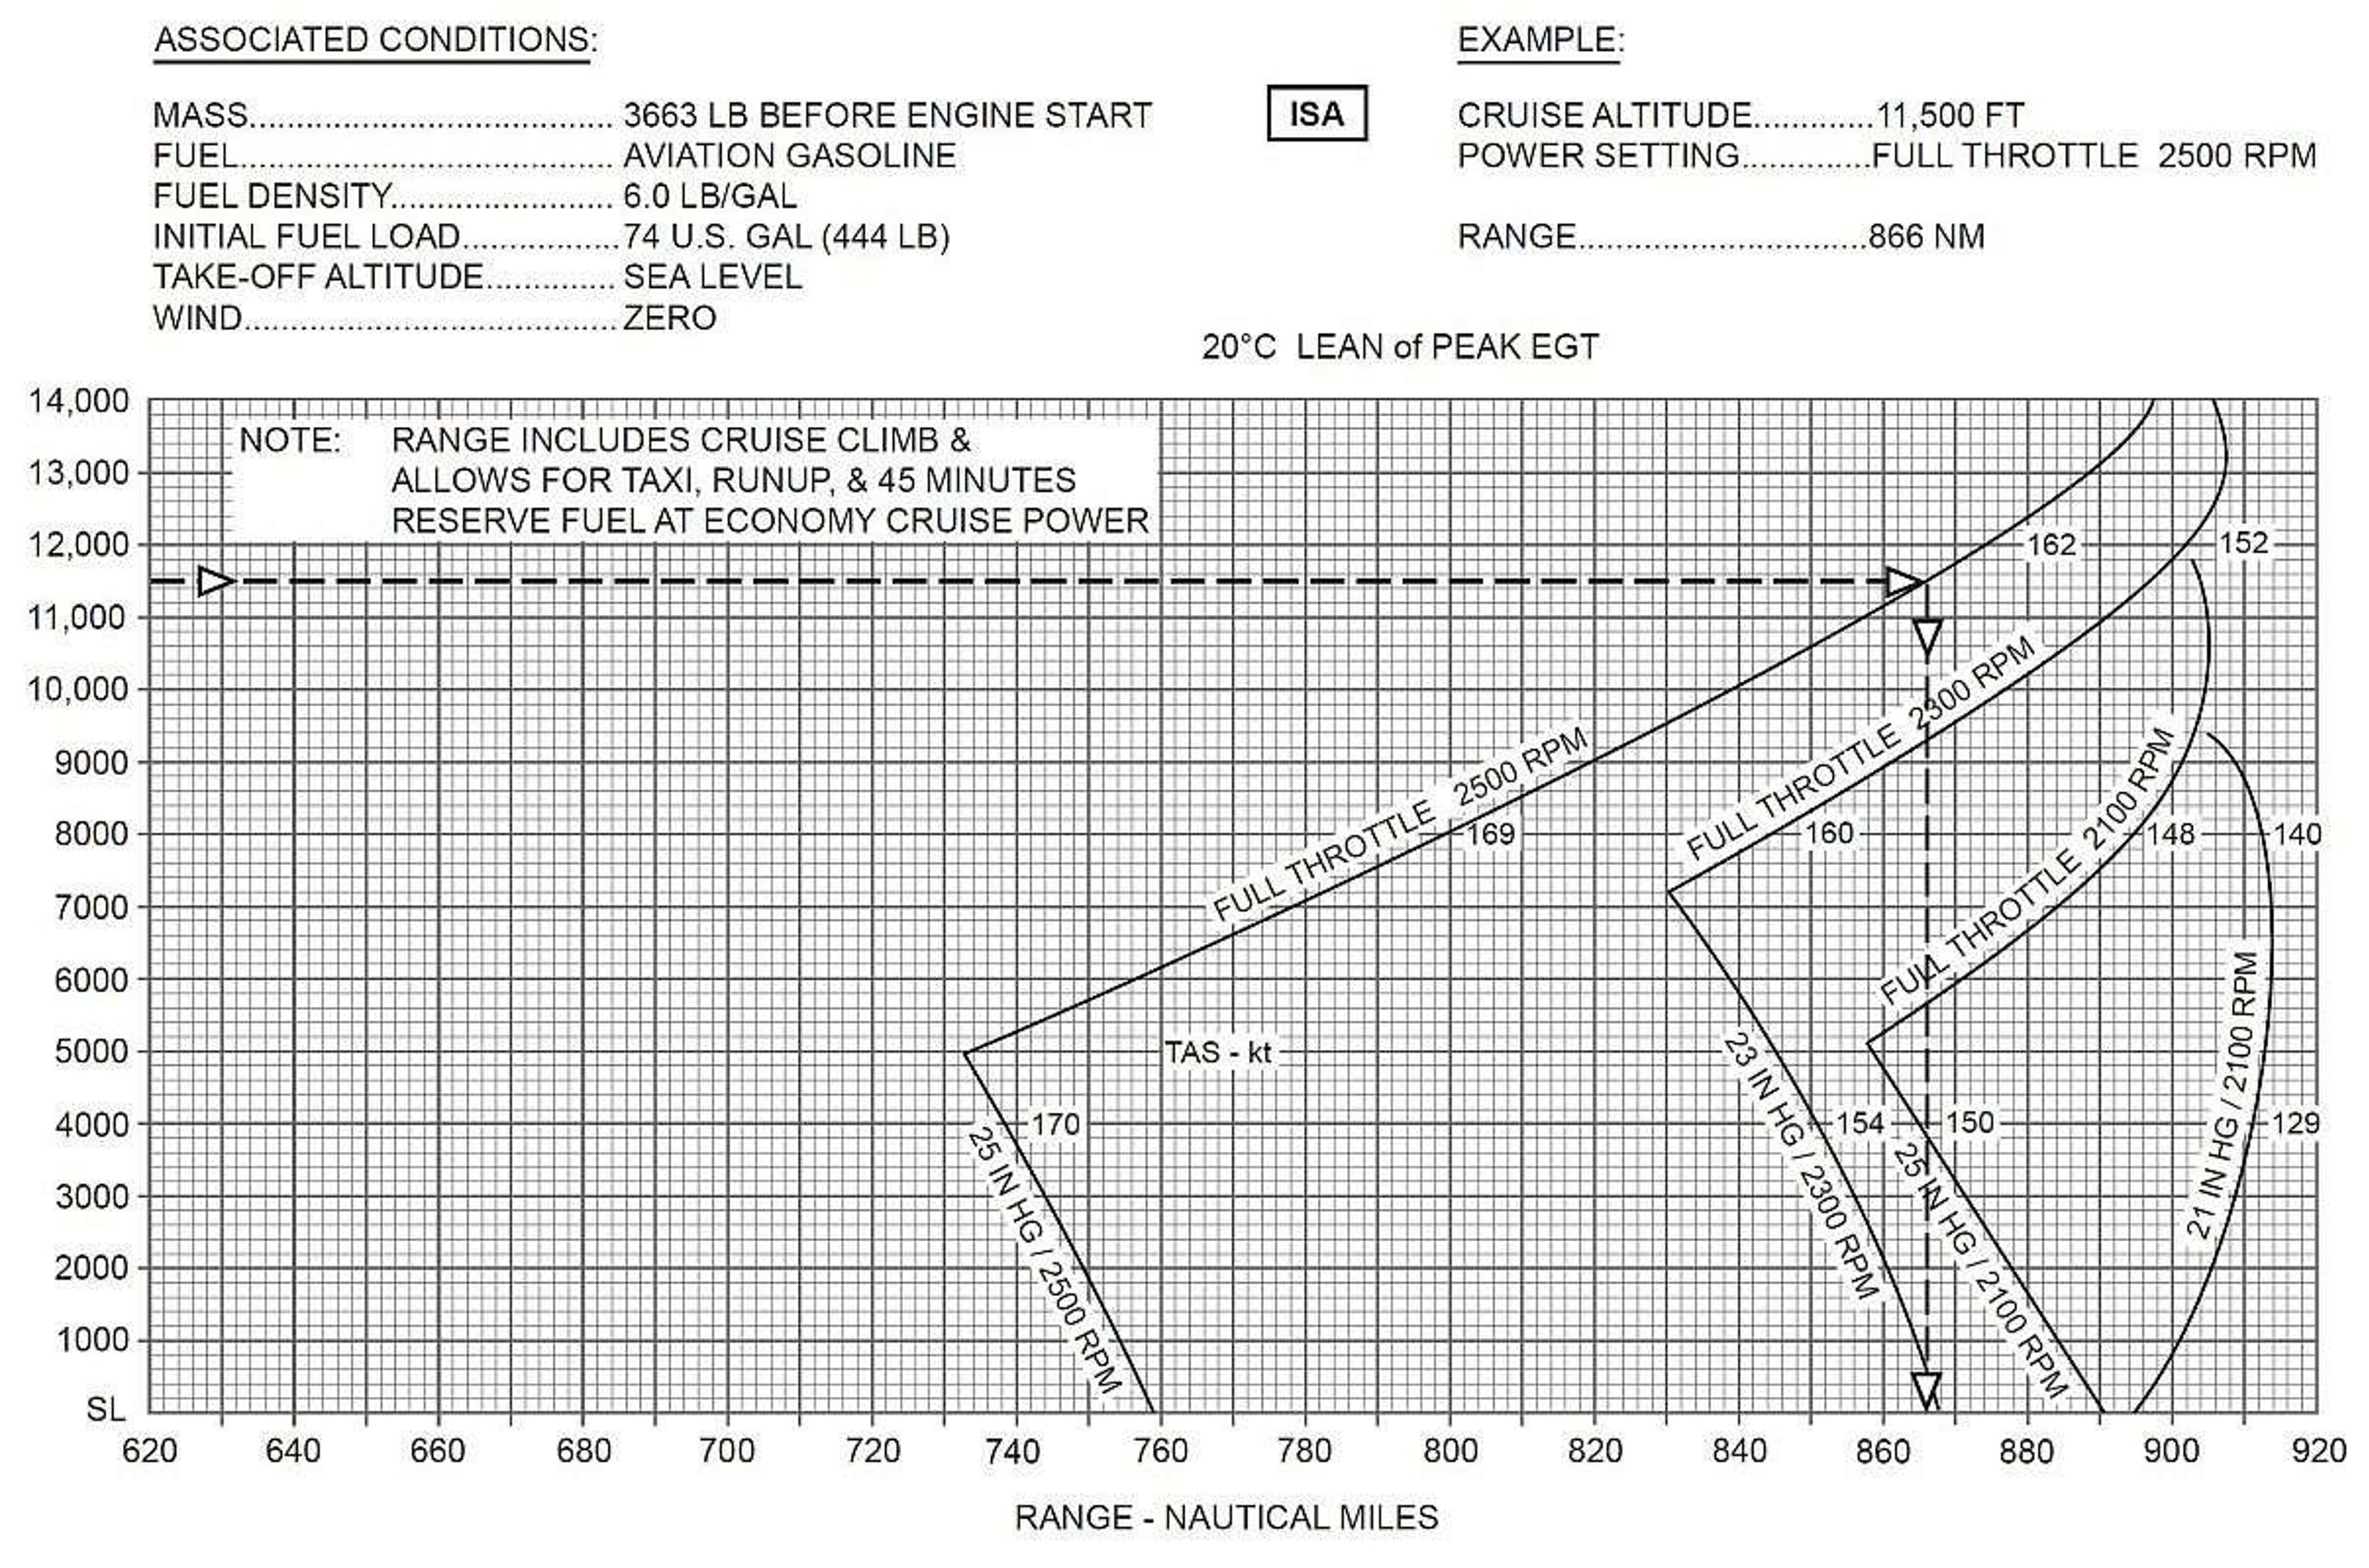 ASSOCIATED CONDITIONS:
MASS....................................... 3663 LB BEFORE ENGINE START
FUEL........................................ AVIATION GASOLINE
FUEL DENSITY........................ 6.0 LB/GAL
INITIAL FUEL LOAD.................74 U.S. GAL (444 LB)
TAKE-OFF ALTITUDE.............. SEA LEVEL
WIND........................................ZERO
ISA
EXAMPLE:
CRUISE ALTITUDE.............11,500 FT
POWER SETTING..............FULL THROTTLE 2500 RPM
RANGE...............................866 NM
20°C LEAN of PEAK EGT
NOTE: RANGE INCLUDES CRUISE CLIMB &
ALLOWS FOR TAXI, RUNUP, & 45 MINUTES
RESERVE FUEL AT ECONOMY CRUISE POWER
14,000
13,000
12,000
11,000
10,000
9000
8000
7000
6000
5000
4000
3000
2000
1000
SL
162
152
FULL THROTTLE 2500 RPM
169
FULL THROTTLE 2300 RPM
160
FULL THROTTLE 2100 RPM
148
140
TAS - kt
170
25 IN HG / 2500 RPM
23 IN HG / 2300 RPM
154
150
25 IN HG / 2100 RPM
21 IN HG / 2100 RPM
129
620 640 660 680 700 720 740 760 780 800 820 840 860 880 900 920
RANGE - NAUTICAL MILES